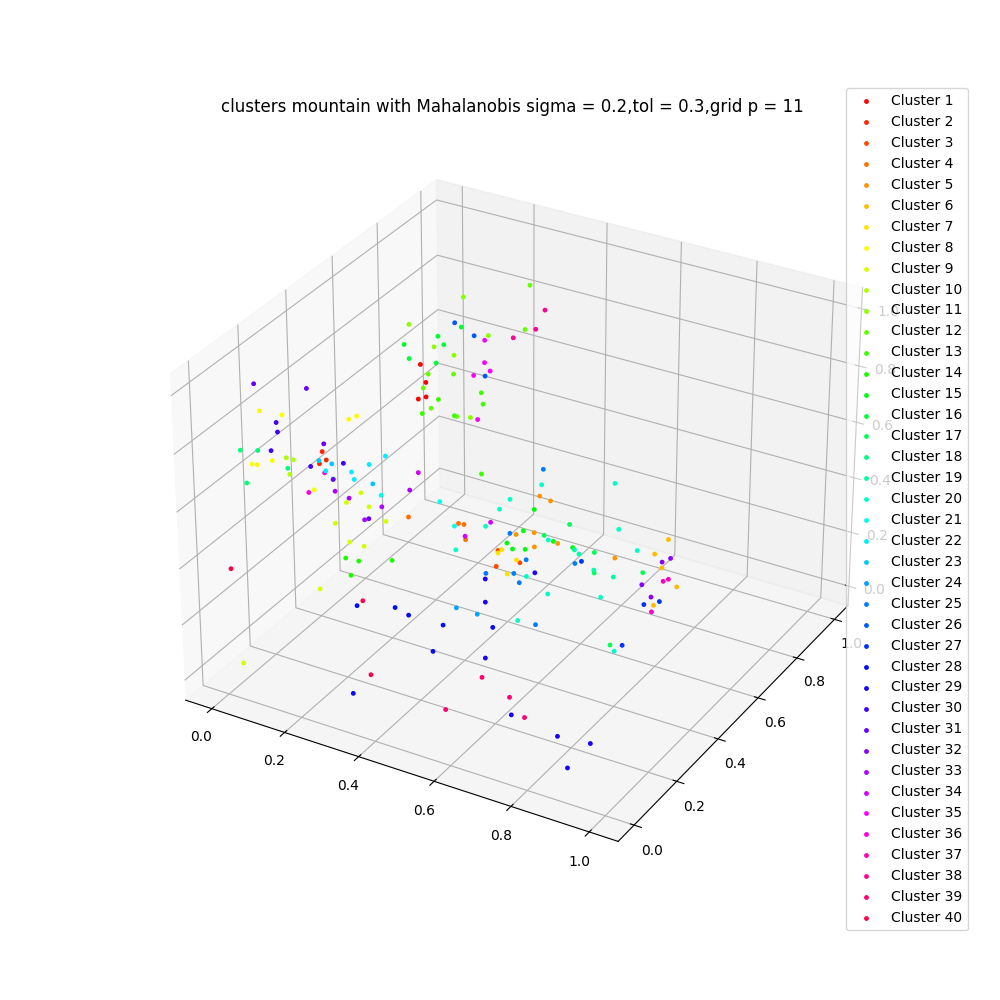 clusters mountain with Mahalanobis sigma = 0.2,tol = 0.3,grid p = 11
Cluster 1
Cluster 2
Cluster 3
Cluster 4
Cluster 5
Cluster 6
Cluster 7
Cluster 8
Cluster 9
Cluster 10
Cluster 11
Cluster 12
Cluster 13
Cluster 14
Cluster 15
Cluster 16
Cluster 17
Cluster 18
Cluster 19
Cluster 20
Cluster 21
Cluster 22
Cluster 23
Cluster 24
Cluster 25
Cluster 26
Cluster 27
Cluster 28
Cluster 29
Cluster 30
Cluster 31
Cluster 32
Cluster 33
Cluster 34
Cluster 35
Cluster 36
Cluster 37
Cluster 38
Cluster 39
Cluster 40
1.0
0.8
0.6
0.4
0.2
0.0
1.0
0.8
0.6
0.4
0.2
0.0
0.0
0.2
0.4
0.6
0.8
1.0